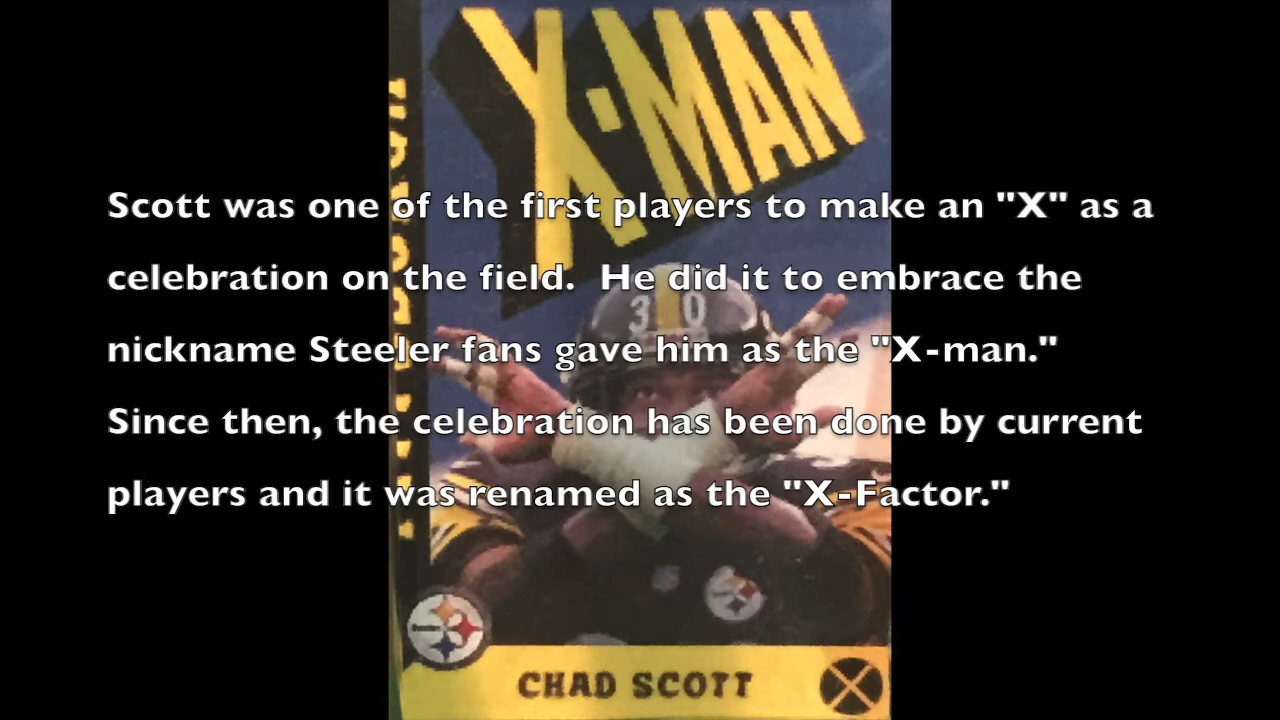 X-MAN
Scott was one of the first players to make an "X" as a
celebration on the field.  He did it to embrace the
30
nickname Steeler fans gave him as the "X-man."
Since then, the celebration has been done by current
players and it was renamed as the "X-Factor."
CHAD SCOTT